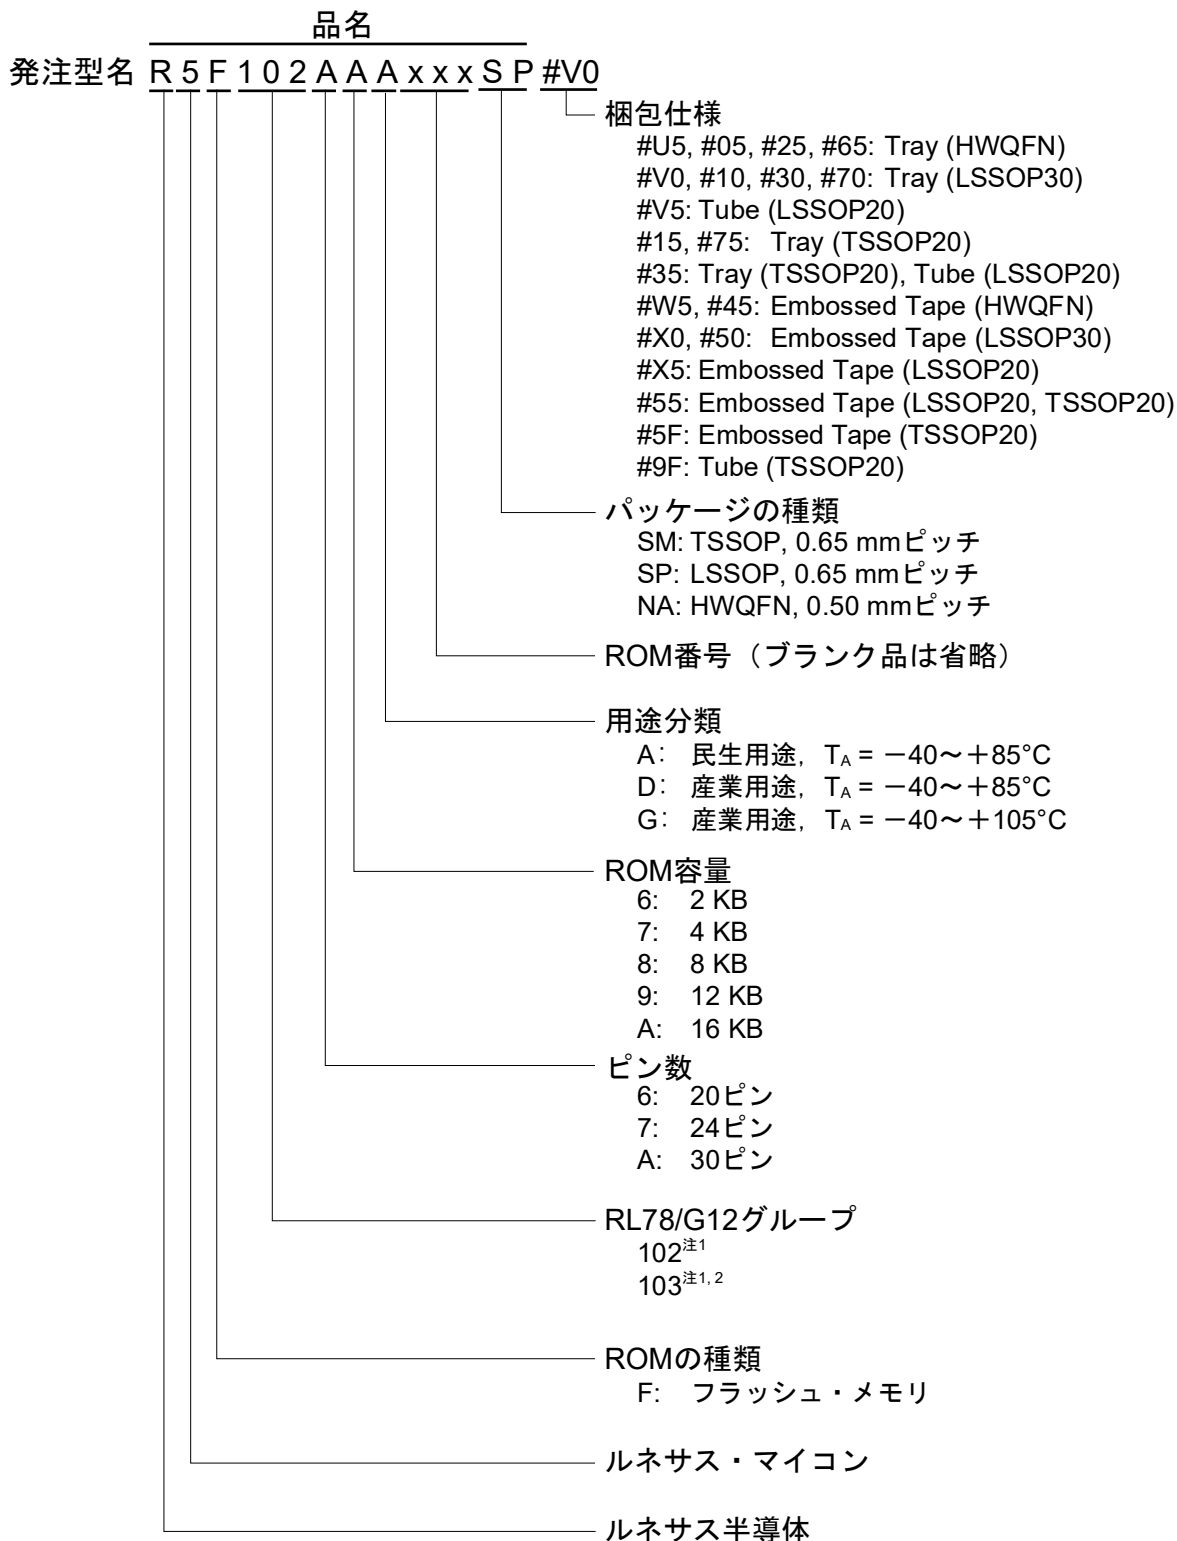 品名
発注型名 R 5 F 1 0 2 A A A x x x S P #V0
梱包仕様
#U5, #05, #25, #65: Tray (HWQFN)
#V0, #10, #30, #70: Tray (LSSOP30)
#V5: Tube (LSSOP20)
#15, #75: Tray (TSSOP20)
#35: Tray (TSSOP20), Tube (LSSOP20)
#W5, #45: Embossed Tape (HWQFN)
#X0, #50: Embossed Tape (LSSOP30)
#X5: Embossed Tape (LSSOP20)
#55: Embossed Tape (LSSOP20, TSSOP20)
#5F: Embossed Tape (TSSOP20)
#9F: Tube (TSSOP20)
パッケージの種類
SM: TSSOP, 0.65 mmピッチ
SP: LSSOP, 0.65 mmピッチ
NA: HWQFN, 0.50 mmピッチ
ROM番号（ブランク品は省略）
用途分類
A： 民生用途, TA = －40～＋85°C
D： 産業用途, TA = －40～＋85°C
G： 産業用途, TA = －40～＋105°C
ROM容量
6: 2 KB
7: 4 KB
8: 8 KB
9: 12 KB
A: 16 KB
ピン数
6: 20ピン
7: 24ピン
A: 30ピン
RL78/G12グループ
102注1
103注1, 2
ROMの種類
F: フラッシュ・メモリ
ルネサス・マイコン
ルネサス半導体